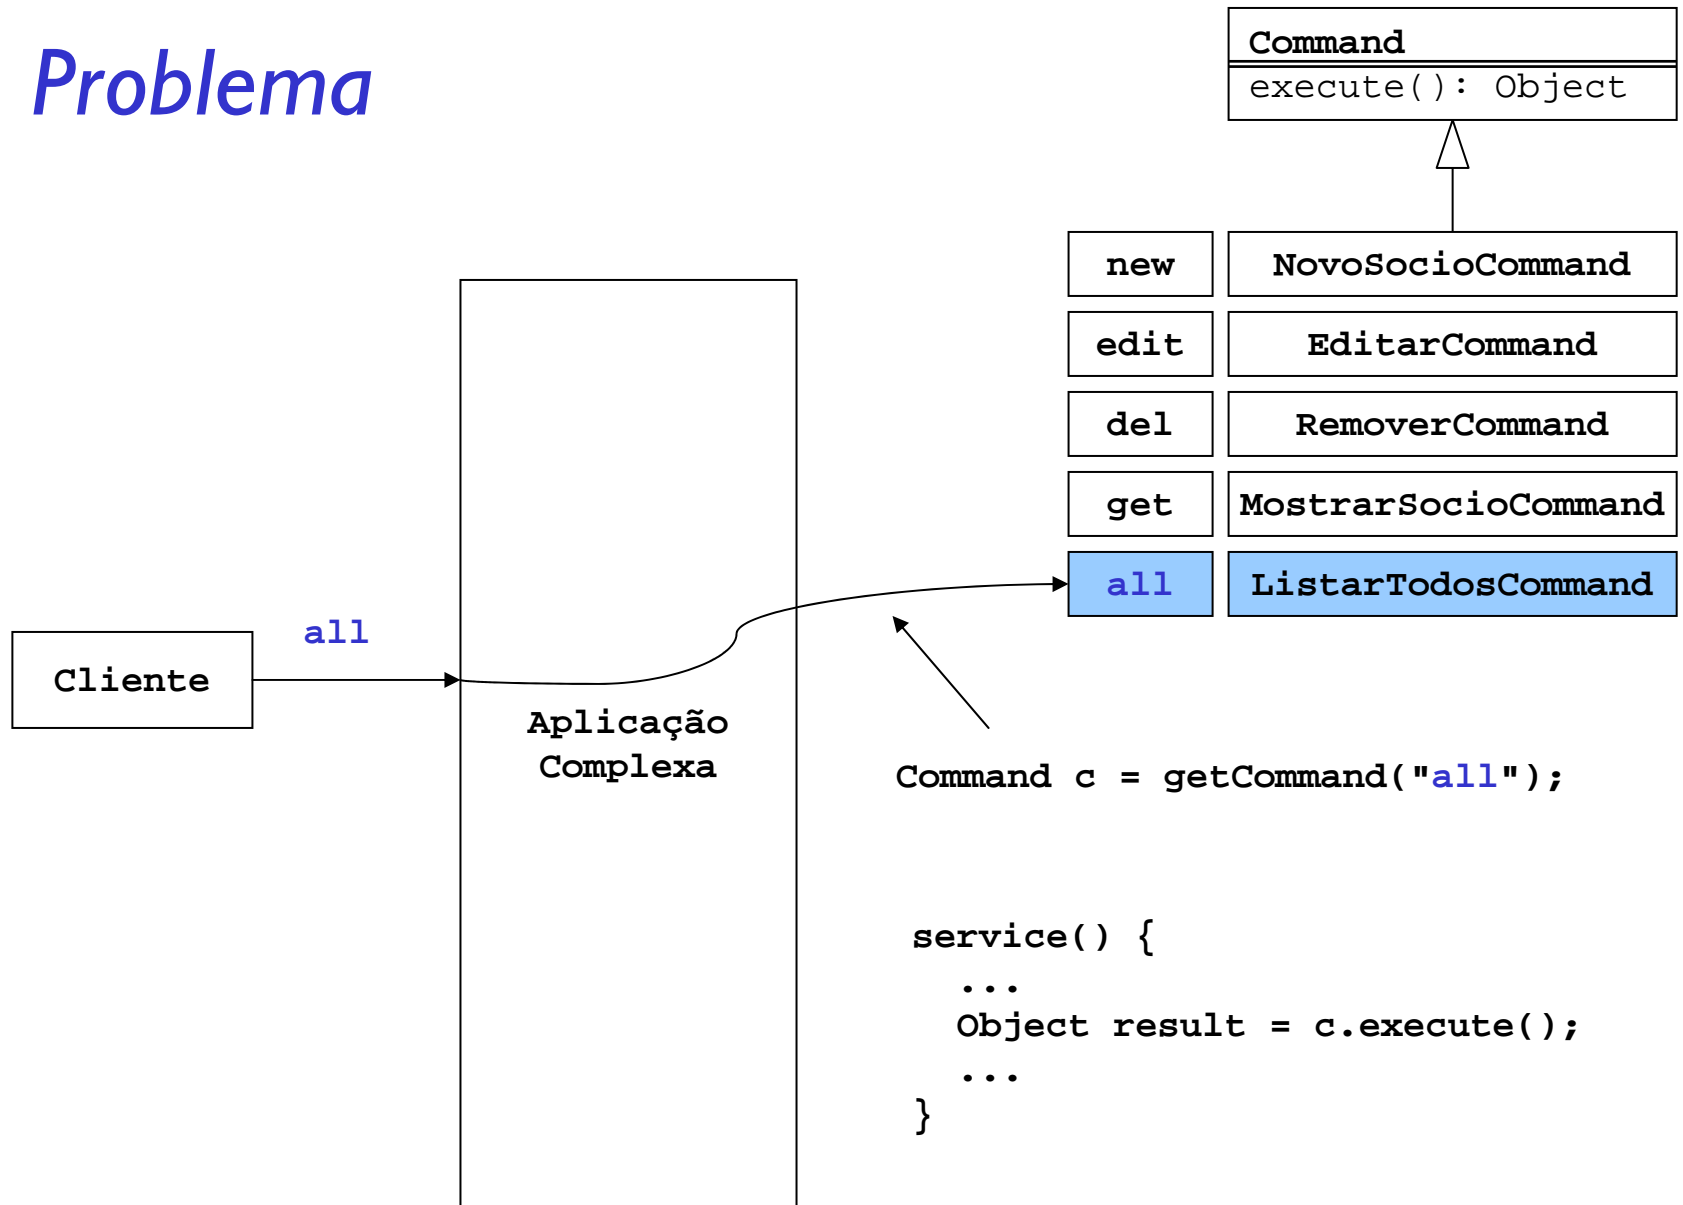 Problema
Command
execute(): Object
new NovoSocioCommand
edit EditarCommand
del RemoverCommand
get MostrarSocioCommand
all ListarTodosCommand
all
Cliente
Aplicação
Complexa
Command c = getCommand("all");
service() {
...
Object result = c.execute();
...
}